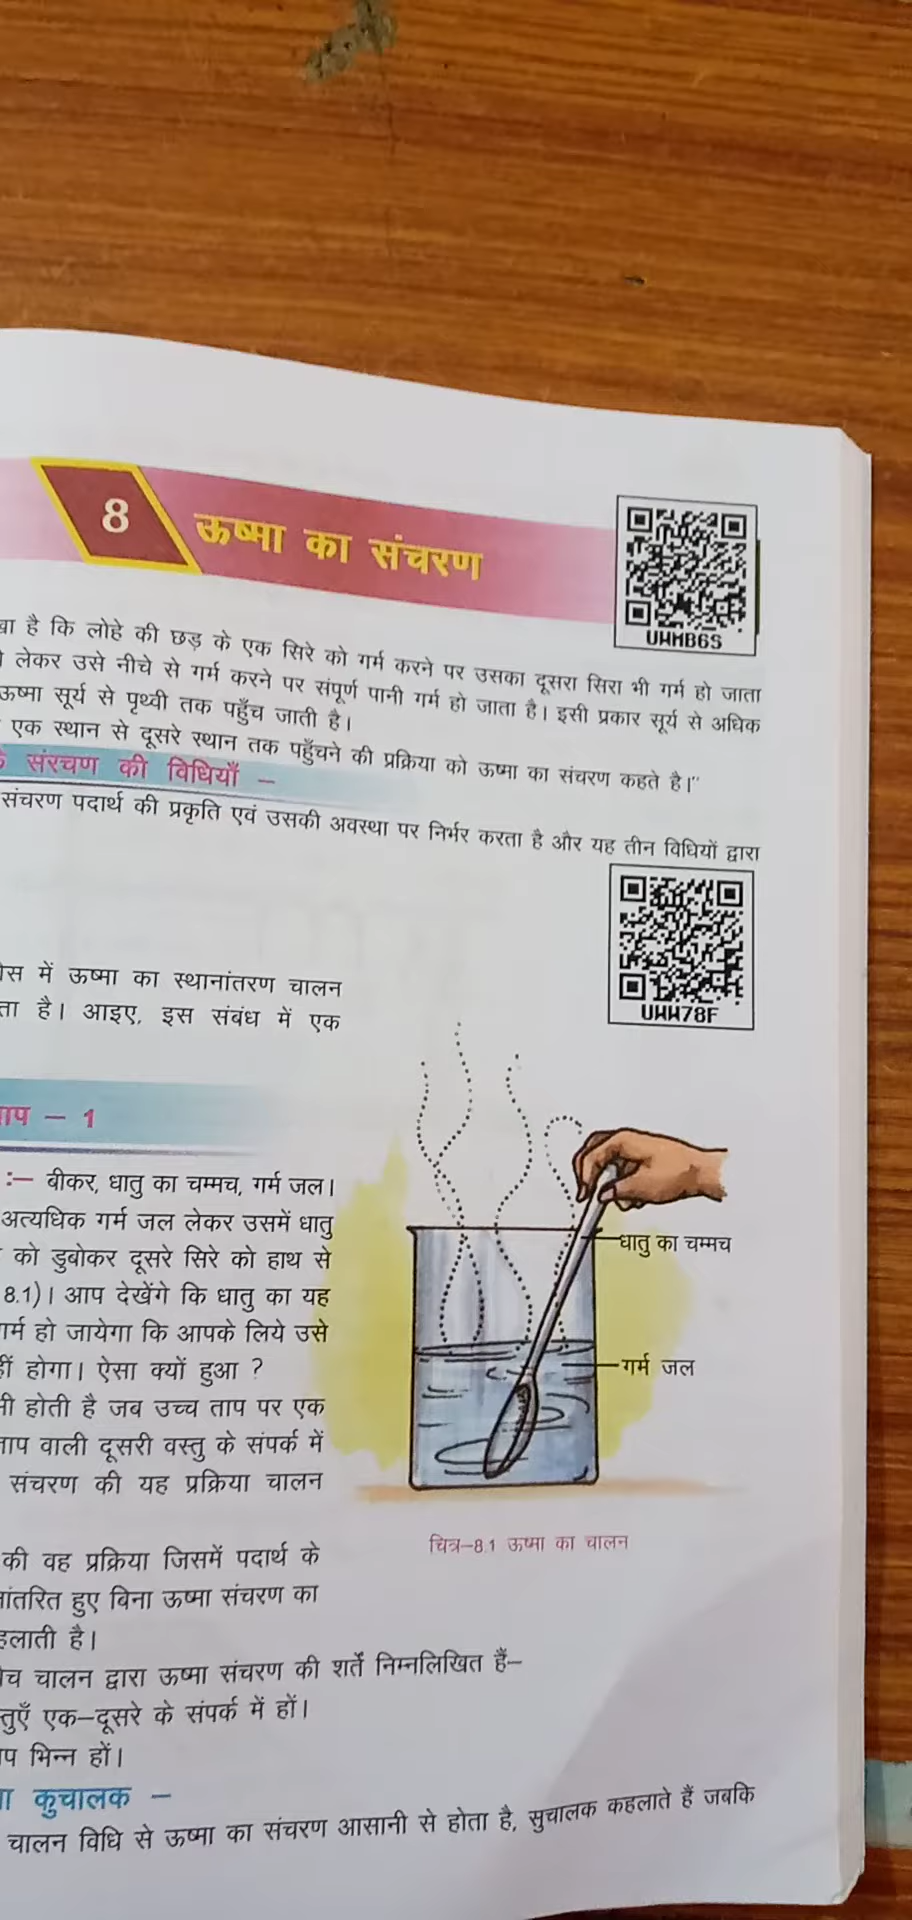 8
ऊष्मा का संचरण
UWMB6S
है कि लोहे की छड़ के एक सिरे को गर्म करने पर उसका दूसरा सिरा भी गर्म हो जाता
लेकर उसे नीचे से गर्म करने पर संपूर्ण पानी गर्म हो जाता है। इसी प्रकार सूर्य से अधिक
ऊष्मा सूर्य से पृथ्वी तक पहुँच जाती है।
एक स्थान से दूसरे स्थान तक पहुँचने की प्रक्रिया को ऊष्मा का संचरण कहते है।"
संरचण की विधियाँ –
संचरण पदार्थ की प्रकृति एवं उसकी अवस्था पर निर्भर करता है और यह तीन विधियों द्वारा
UWW78F
में ऊष्मा का स्थानांतरण चालन
है। आइए, इस संबंध में एक
– 1
:– बीकर, धातु का चम्मच, गर्म जल।
अत्यधिक गर्म जल लेकर उसमें धातु
को डुबोकर दूसरे सिरे को हाथ से
8.1)। आप देखेंगे कि धातु का यह
गर्म हो जायेगा कि आपके लिये उसे
होगा। ऐसा क्यों हुआ ?
होती है जब उच्च ताप पर एक
ताप वाली दूसरी वस्तु के संपर्क में
संचरण की यह प्रक्रिया चालन
धातु का चम्मच
गर्म जल
चित्र–8.1 ऊष्मा का चालन
की वह प्रक्रिया जिसमें पदार्थ के
हुए बिना ऊष्मा संचरण का
है।
चालन द्वारा ऊष्मा संचरण की शर्तें निम्नलिखित हैं–
एक–दूसरे के संपर्क में हों।
भिन्न हों।
कुचालक –
चालन विधि से ऊष्मा का संचरण आसानी से होता है, सुचालक कहलाते हैं जबकि